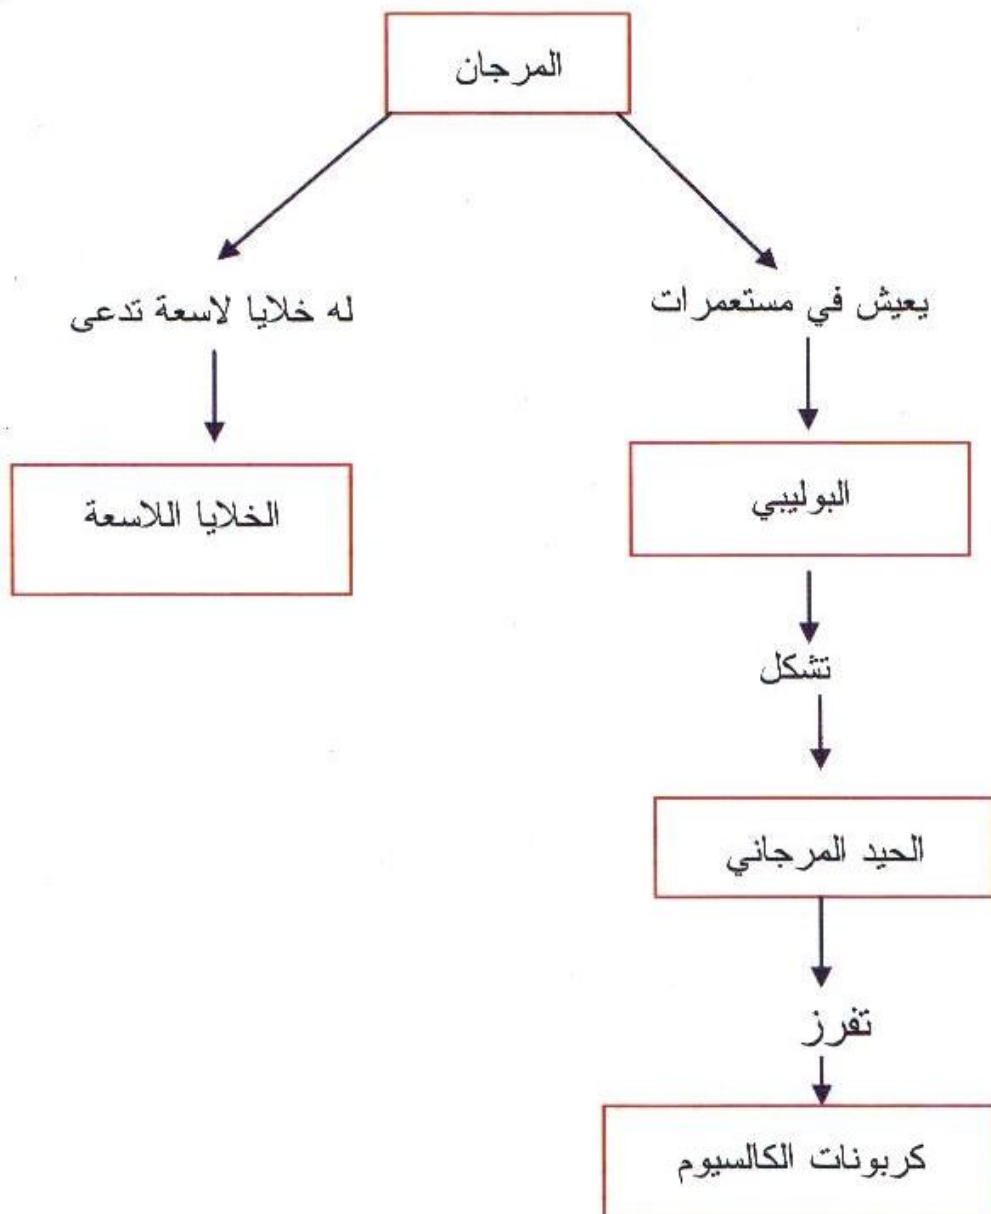 المرجان
يعيش في مستعمرات
له خلايا لاسعة تدعى
البوليبي
الخلايا اللاسعة
تشكل
الحيد المرجاني
تفرز
كربونات الكالسيوم